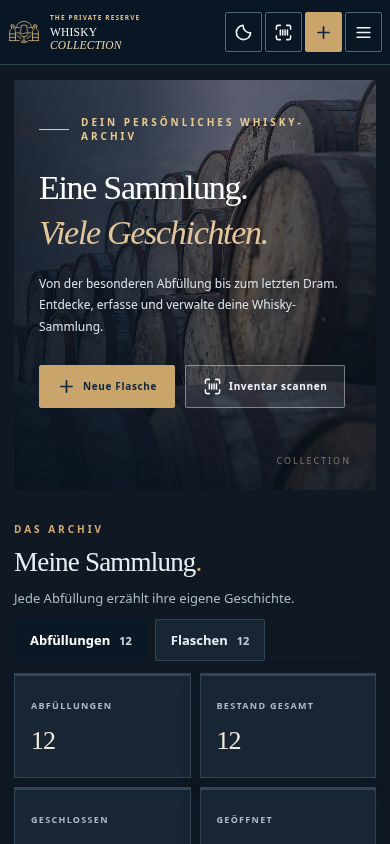 THE PRIVATE RESERVE
WHISKY
COLLECTION
DEIN PERSÖNLICHES WHISKY-
ARCHIV
Eine Sammlung.
Viele Geschichten.
Von der besonderen Abfüllung bis zum letzten Dram.
Entdecke, erfasse und verwalte deine Whisky-
Sammlung.
Neue Flasche
Inventar scannen
COLLECTION
DAS ARCHIV
Meine Sammlung.
Jede Abfüllung erzählt ihre eigene Geschichte.
Abfüllungen 12
Flaschen 12
ABFÜLLUNGEN
12
BESTAND GESAMT
12
GESCHLOSSEN
GEÖFFNET